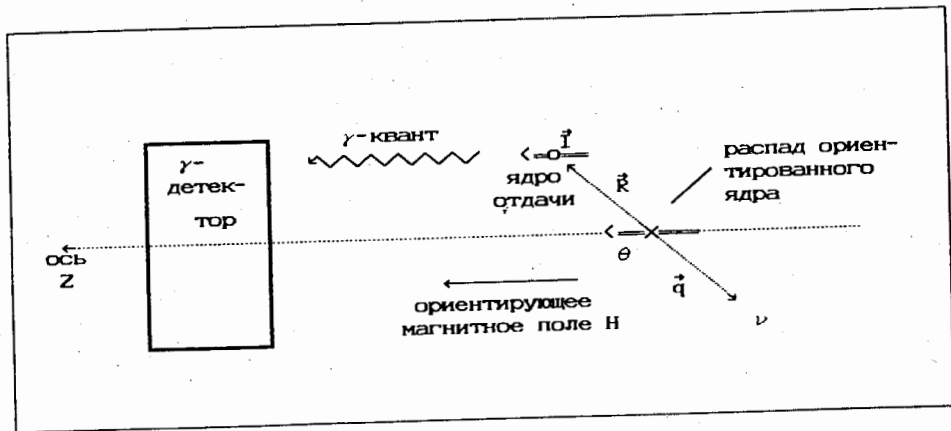 γ-квант
γ-
детек-
тор
I
ядро
отдачи
R
распад ориен-
тированного
ядра
ось
Z
θ
q
ν
ориентирующее
магнитное поле H